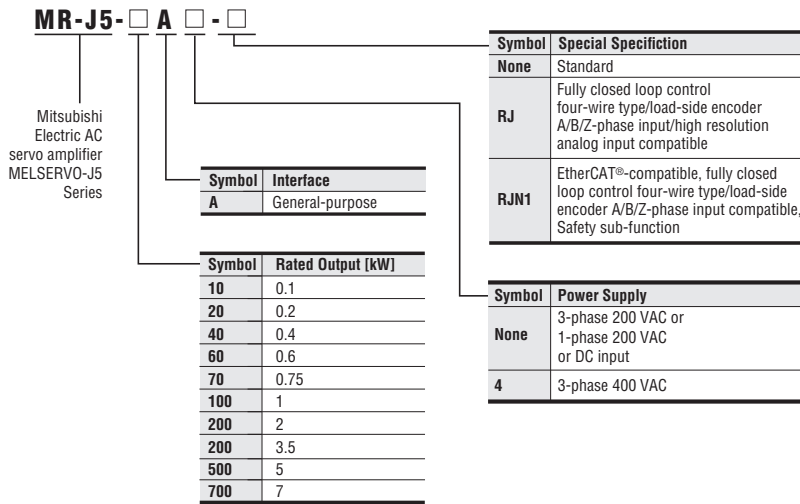 MR-J5-□ A □ - □
Mitsubishi
Electric AC
servo amplifier
MELSERVO-J5
Series
Symbol Interface
A General-purpose
Symbol Rated Output [kW]
10 0.1
20 0.2
40 0.4
60 0.6
70 0.75
100 1
200 2
200 3.5
500 5
700 7
Symbol Special Specifiction
None Standard
RJ Fully closed loop control
four-wire type/load-side encoder
A/B/Z-phase input/high resolution
analog input compatible
RJN1 EtherCAT®-compatible, fully closed
loop control four-wire type/load-side
encoder A/B/Z-phase input compatible,
Safety sub-function
Symbol Power Supply
None 3-phase 200 VAC or
1-phase 200 VAC
or DC input
4 3-phase 400 VAC